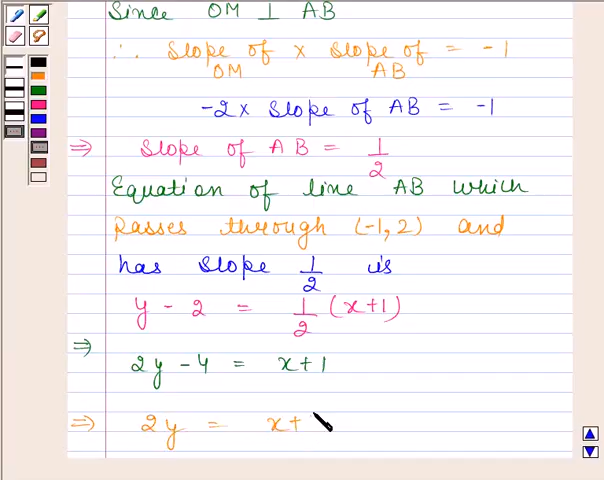 Since OM ⊥ AB
∴ Slope of OM × Slope of AB = -1
-2 × Slope of AB = -1
⇒ Slope of AB = 1/2
Equation of line AB which
passes through (-1, 2) and
has slope 1/2 is
y - 2 = 1/2 (x+1)
⇒ 2y - 4 = x + 1
⇒ 2y = x +